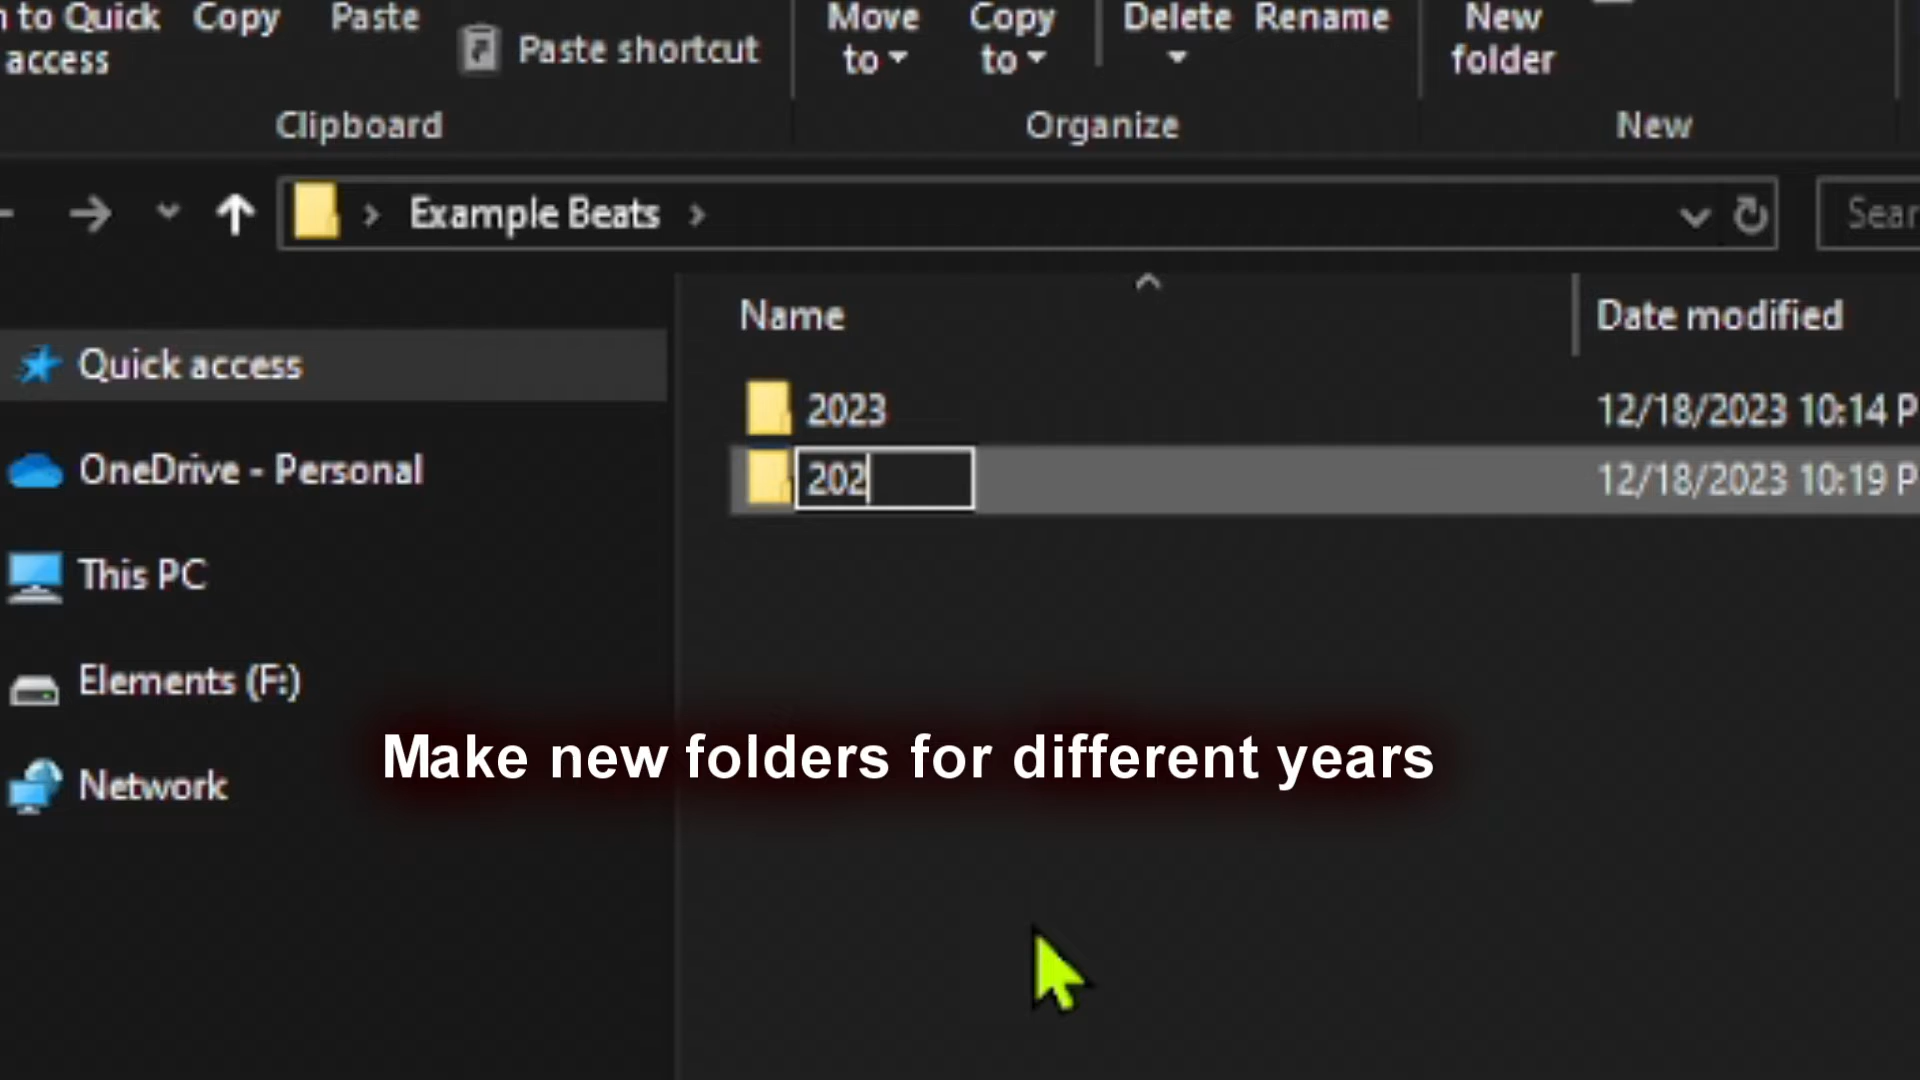 to Quick access
Copy
Paste
Paste shortcut
Move to
Copy to
Delete
Rename
New folder
Clipboard
Organize
New
Example Beats
Name
Date modified
Quick access
2023
12/18/2023 10:14 P
202
12/18/2023 10:19 P
OneDrive - Personal
This PC
Elements (F:)
Network
Make new folders for different years